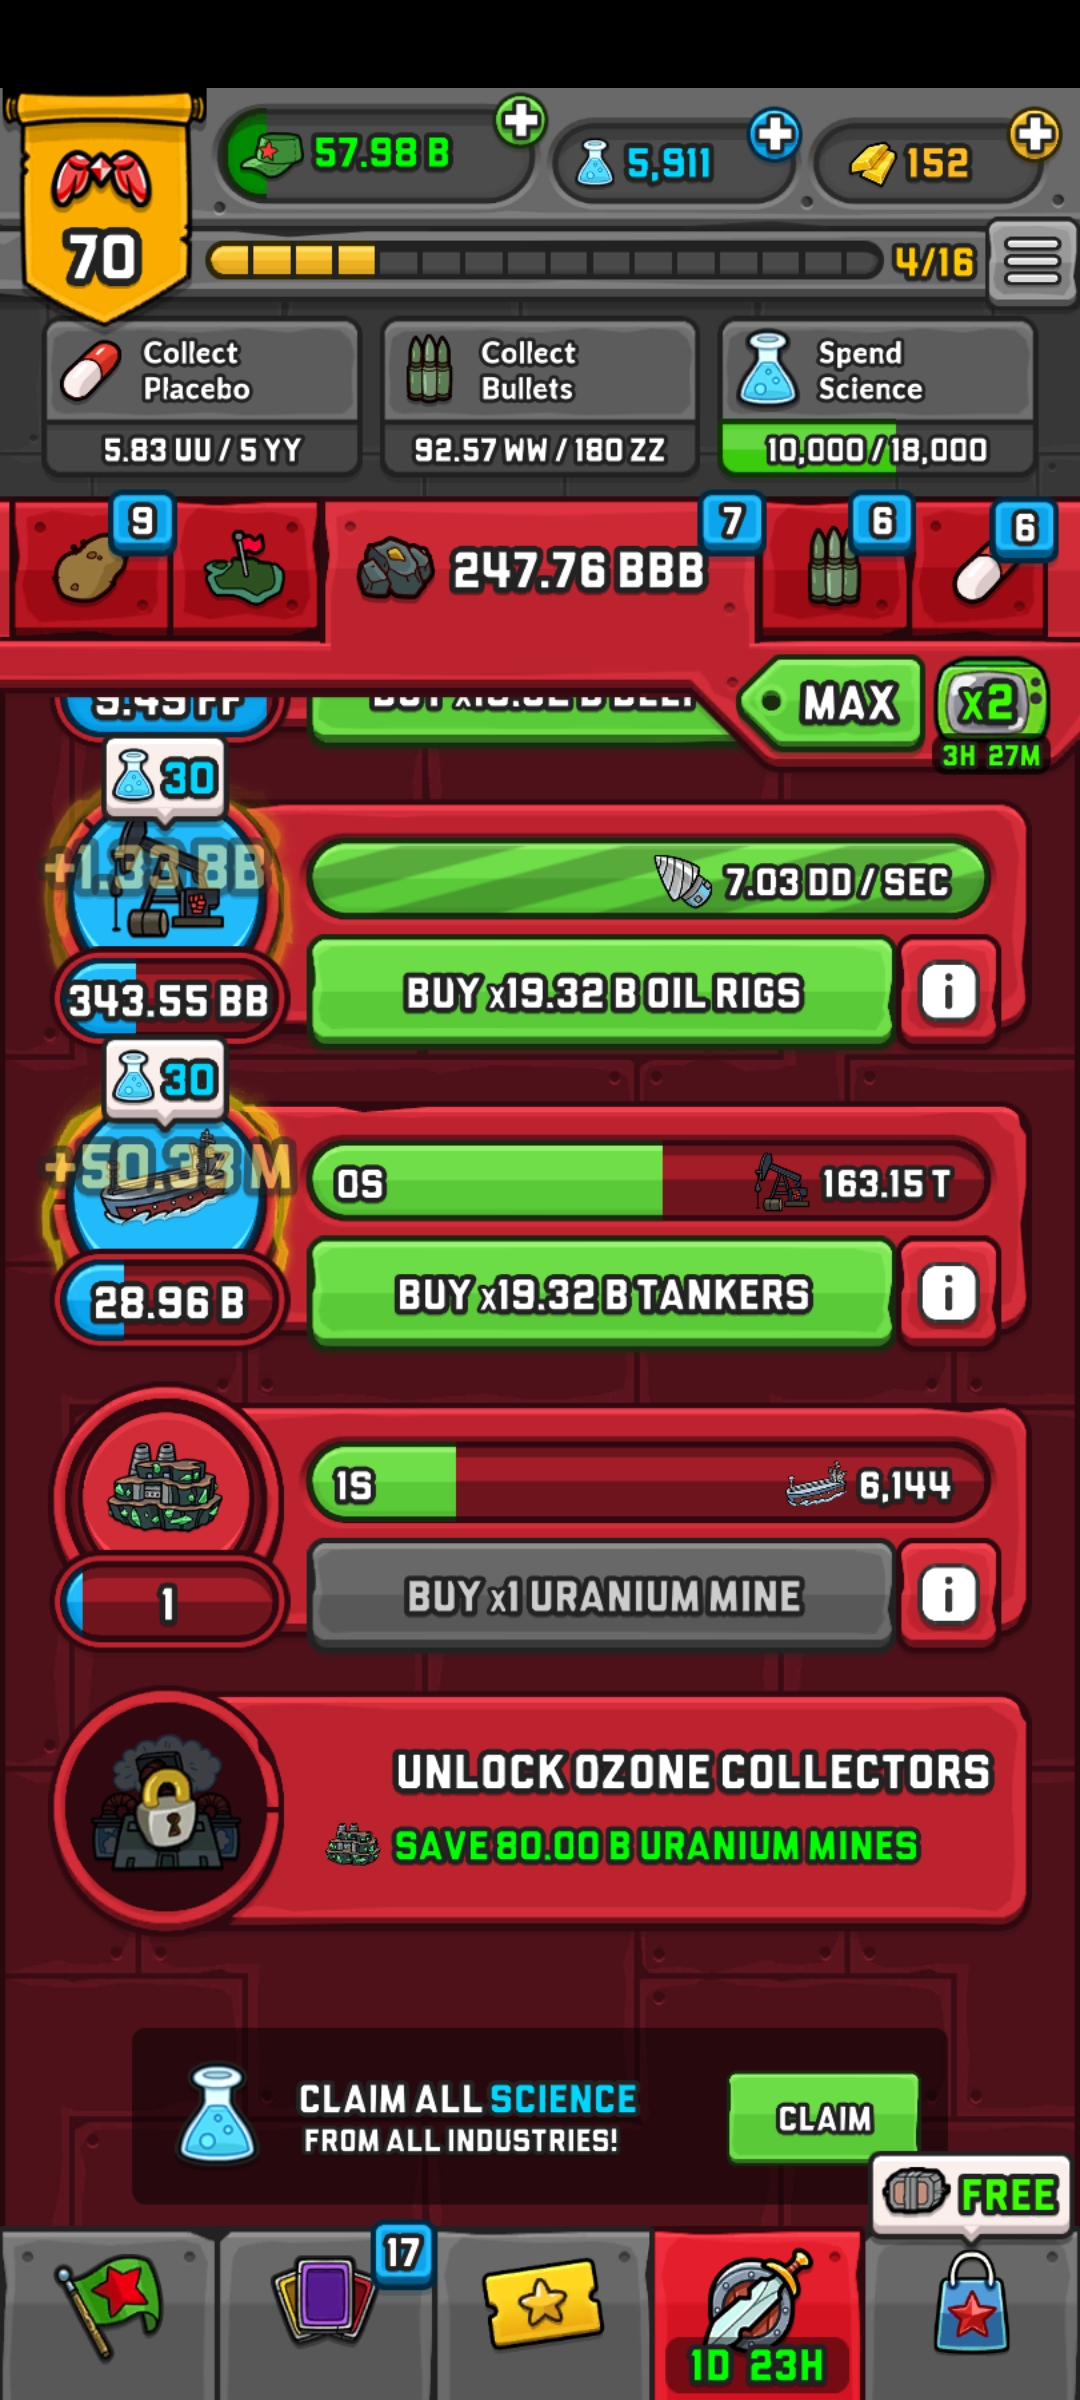 57.98 B
5,911
152
70
4/16
Collect
Placebo
5.83 UU / 5 YY
Collect
Bullets
92.57 WW / 180 ZZ
Spend
Science
10,000 / 18,000
9
247.76 BBB
7
6
6
MAX
x2
3H 27M
30
+1.33 BB
7.03 DD / SEC
343.55 BB
BUY x19.32 B OIL RIGS
i
30
+50.33 M
0S
163.15 T
28.96 B
BUY x19.32 B TANKERS
i
1S
6,144
1
BUY x1 URANIUM MINE
i
UNLOCK OZONE COLLECTORS
SAVE 80.00 B URANIUM MINES
CLAIM ALL SCIENCE
FROM ALL INDUSTRIES!
CLAIM
FREE
17
1D 23H